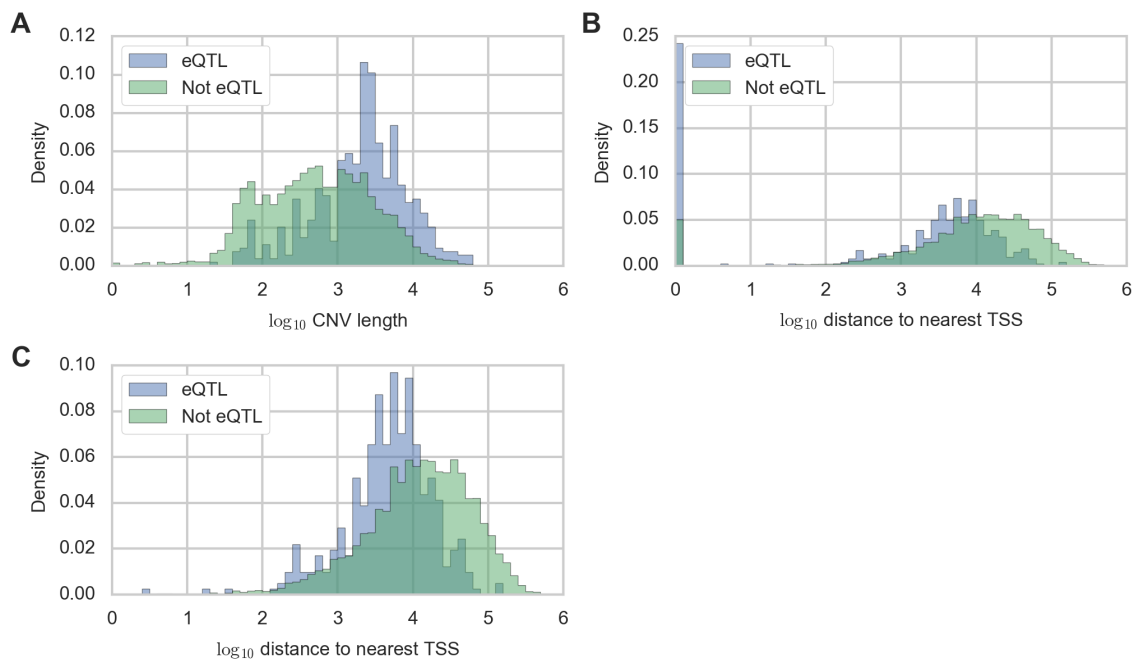 A
Density
0.12
0.10
0.08
0.06
0.04
0.02
0.00
eQTL
Not eQTL
0 1 2 3 4 5 6
log10 CNV length
B
Density
0.25
0.20
0.15
0.10
0.05
0.00
eQTL
Not eQTL
0 1 2 3 4 5 6
log10 distance to nearest TSS
C
Density
0.10
0.08
0.06
0.04
0.02
0.00
eQTL
Not eQTL
0 1 2 3 4 5 6
log10 distance to nearest TSS